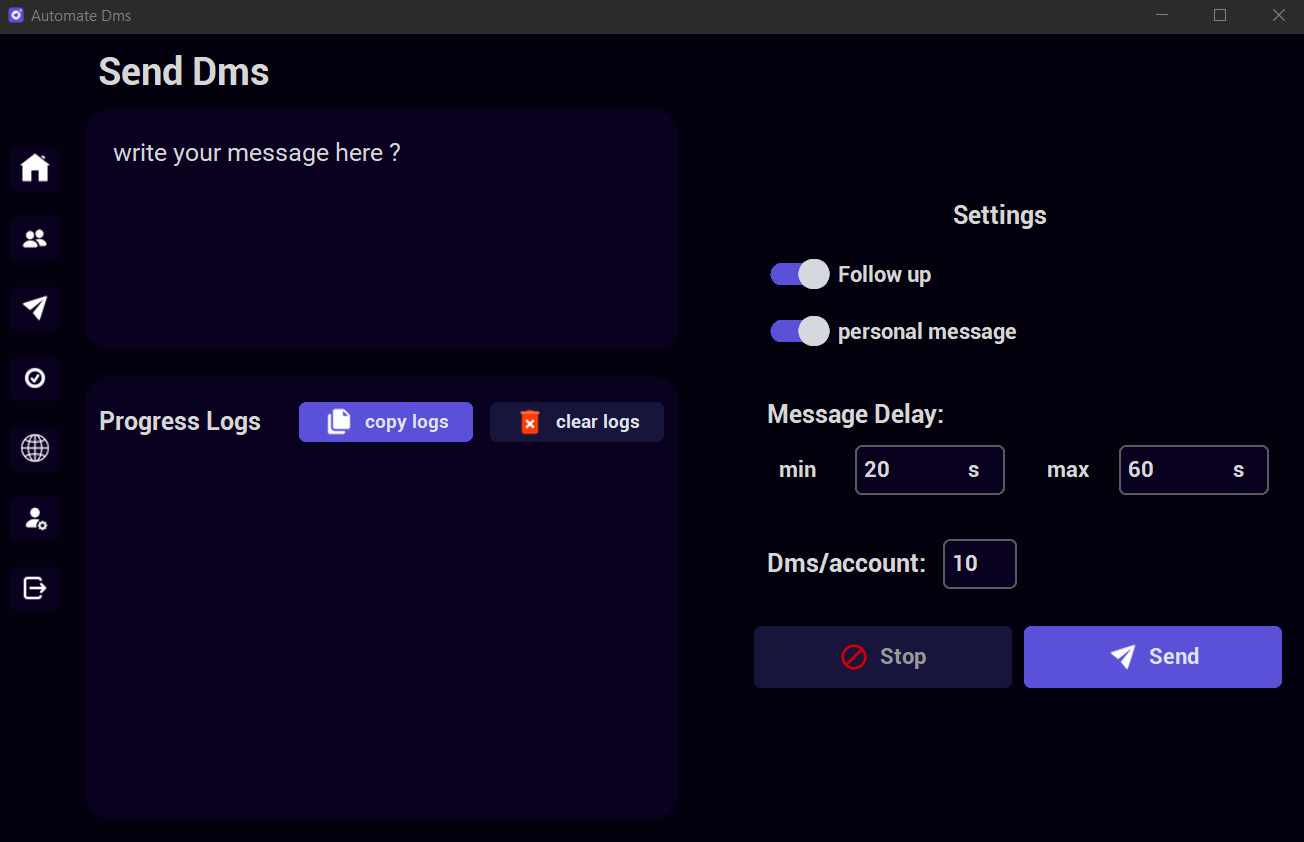 Automate Dms
Send Dms
write your message here ?
Progress Logs
copy logs
clear logs
Settings
Follow up
personal message
Message Delay:
min 20 s max 60 s
Dms/account: 10
Stop
Send